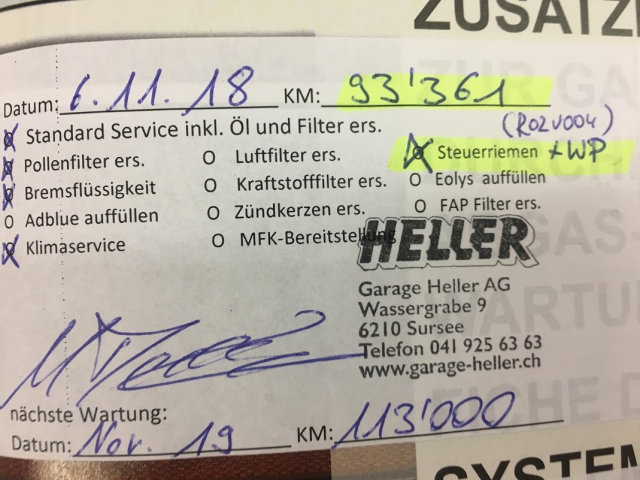 ZUSATZ
Datum: 6.11.18 KM: 93'361
Standard Service inkl. Öl und Filter ers. (R02V004)
Pollenfilter ers. Luftfilter ers. Steuerriemen + WP
Bremsflüssigkeit Kraftstofffilter ers. Eolys auffüllen
Adblue auffüllen Zündkerzen ers. FAP Filter ers.
Klimaservice MFK-Bereitstellung
HELLER
Garage Heller AG
Wassergrabe 9
6210 Sursee
Telefon 041 925 63 63
www.garage-heller.ch
nächste Wartung:
Datum: Nov. 19 KM: 113'000
SYSTEM